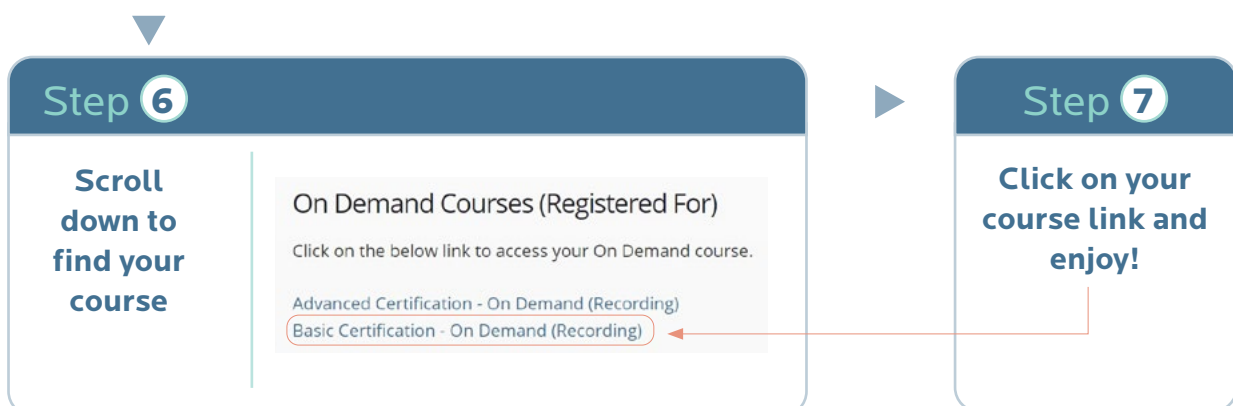 Step 6
Scroll
down to
find your
course
On Demand Courses (Registered For)
Click on the below link to access your On Demand course.
Advanced Certification - On Demand (Recording)
Basic Certification - On Demand (Recording)
Step 7
Click on your
course link and
enjoy!